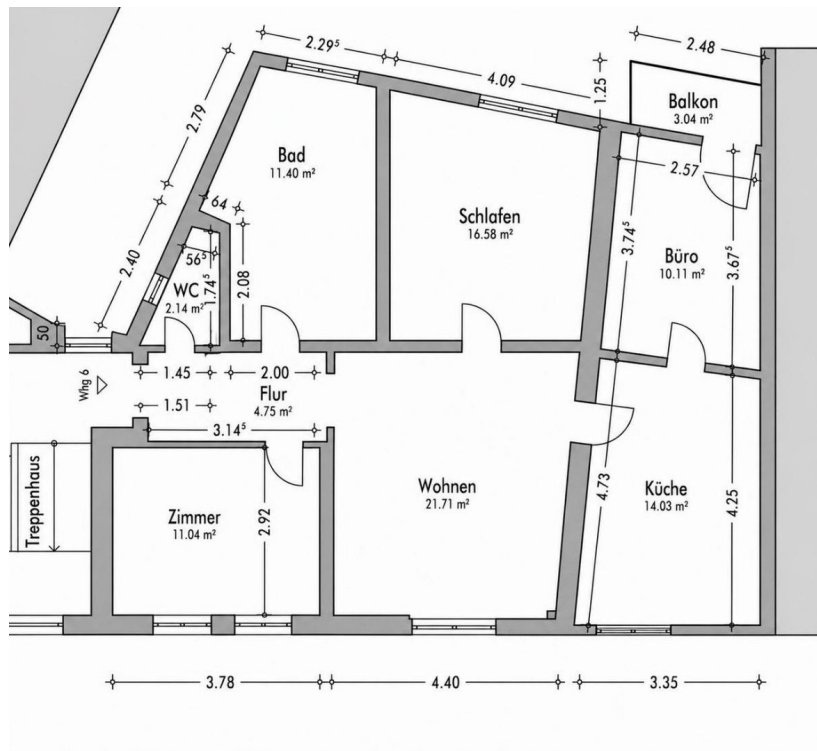 2.29⁵
2.48
4.09
1.25
Balkon
3.04 m²
2.79
Bad
11.40 m²
2.57
64
Schlafen
16.58 m²
3.74⁵
3.67⁵
Büro
10.11 m²
2.40
56⁵
1.74⁵
2.08
WC
2.14 m²
50
Whg 6
1.45
2.00
Flur
4.75 m²
1.51
3.14⁵
Treppenhaus
Zimmer
11.04 m²
2.92
Wohnen
21.71 m²
4.73
Küche
14.03 m²
4.25
3.78
4.40
3.35